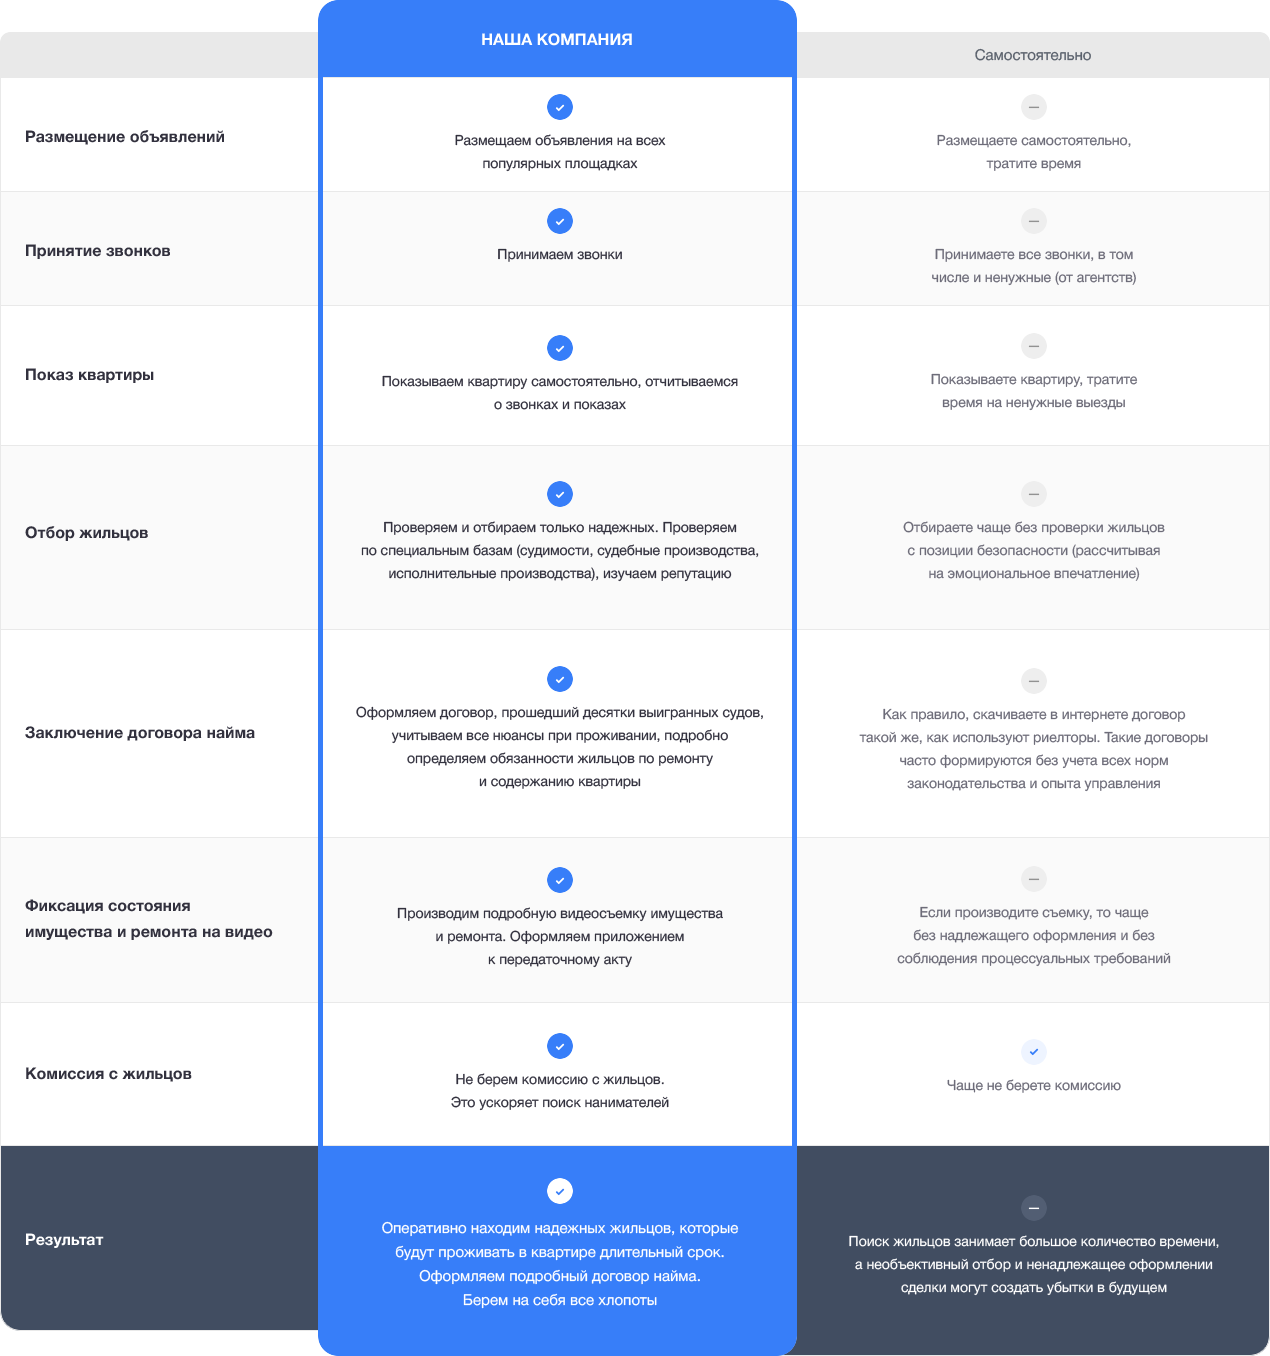 НАША КОМПАНИЯ
Самостоятельно
Размещение объявлений
Размещаем объявления на всех
популярных площадках
Размещаете самостоятельно,
тратите время
Принятие звонков
Принимаем звонки
Принимаете все звонки, в том
числе и ненужные (от агентств)
Показ квартиры
Показываем квартиру самостоятельно, отчитываемся
о звонках и показах
Показываете квартиру, тратите
время на ненужные выезды
Отбор жильцов
Проверяем и отбираем только надежных. Проверяем
по специальным базам (судимости, судебные производства,
исполнительные производства), изучаем репутацию
Отбираете чаще без проверки жильцов
с позиции безопасности (рассчитывая
на эмоциональное впечатление)
Заключение договора найма
Оформляем договор, прошедший десятки выигранных судов,
учитываем все нюансы при проживании, подробно
определяем обязанности жильцов по ремонту
и содержанию квартиры
Как правило, скачиваете в интернете договор
такой же, как используют риелторы. Такие договоры
часто формируются без учета всех норм
законодательства и опыта управления
Фиксация состояния
имущества и ремонта на видео
Производим подробную видеосъемку имущества
и ремонта. Оформляем приложением
к передаточному акту
Если производите съемку, то чаще
без надлежащего оформления и без
соблюдения процессуальных требований
Комиссия с жильцов
Не берем комиссию с жильцов.
Это ускоряет поиск нанимателей
Чаще не берете комиссию
Результат
Оперативно находим надежных жильцов, которые
будут проживать в квартире длительный срок.
Оформляем подробный договор найма.
Берем на себя все хлопоты
Поиск жильцов занимает большое количество времени,
а необъективный отбор и ненадлежащее оформлении
сделки могут создать убытки в будущем